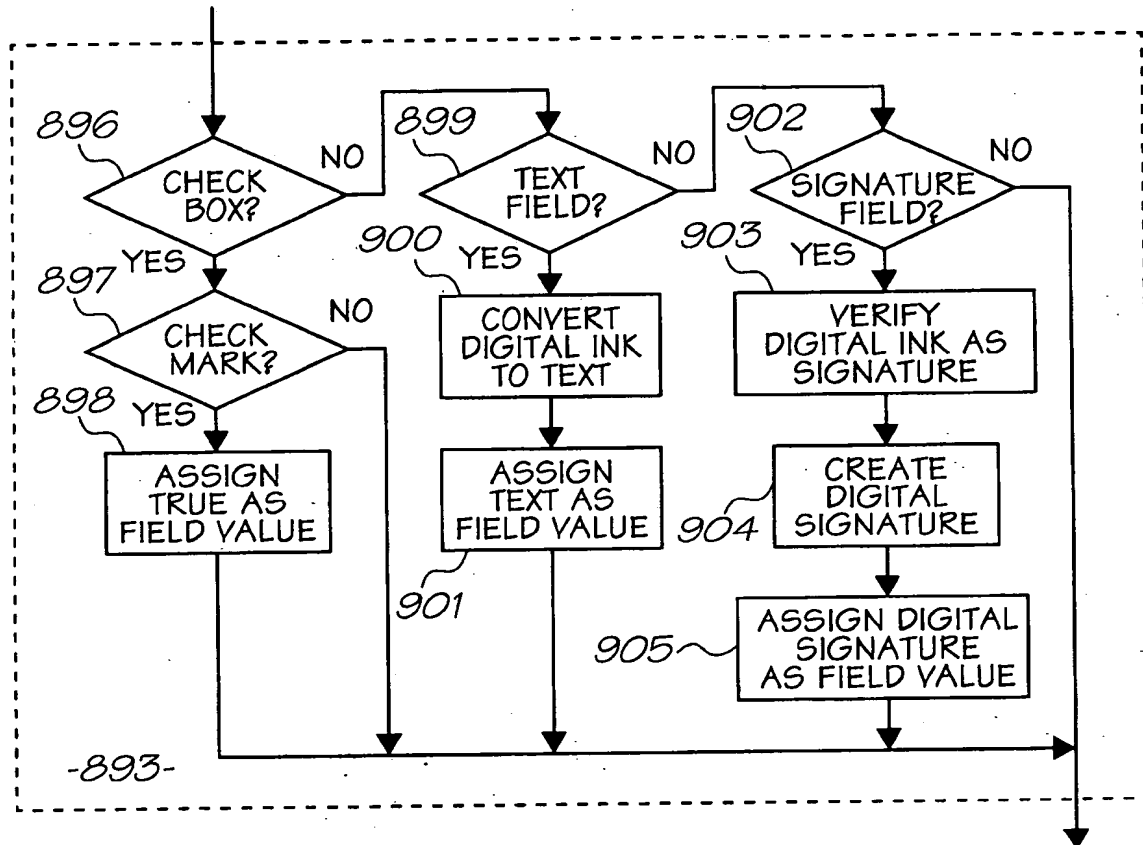 896
CHECK
BOX?
NO
YES
897
CHECK
MARK?
NO
YES
898
ASSIGN
TRUE AS
FIELD VALUE
899
TEXT
FIELD?
NO
YES
900
CONVERT
DIGITAL INK
TO TEXT
ASSIGN
TEXT AS
FIELD VALUE
901
902
SIGNATURE
FIELD?
NO
YES
903
VERIFY
DIGITAL INK AS
SIGNATURE
CREATE
DIGITAL
SIGNATURE
904
ASSIGN DIGITAL
SIGNATURE
AS FIELD VALUE
905
-893-